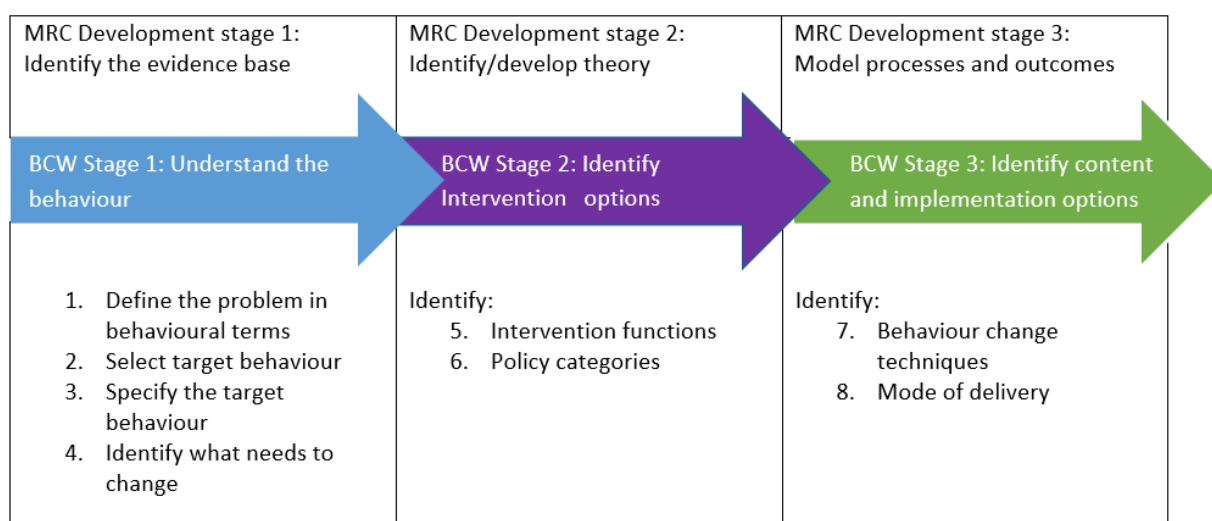 MRC Development stage 1:
Identify the evidence base
MRC Development stage 2:
Identify/develop theory
MRC Development stage 3:
Model processes and outcomes
BCW Stage 1: Understand the
behaviour
BCW Stage 2: Identify
Intervention options
BCW Stage 3: Identify content
and implementation options
1. Define the problem in
behavioural terms
2. Select target behaviour
3. Specify the target
behaviour
4. Identify what needs to
change
Identify:
5. Intervention functions
6. Policy categories
Identify:
7. Behaviour change
techniques
8. Mode of delivery